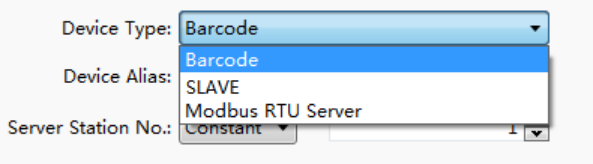 Device Type: Barcode
Barcode
Device Alias:
SLAVE
Modbus RTU Server
Server Station No.: Constant 1